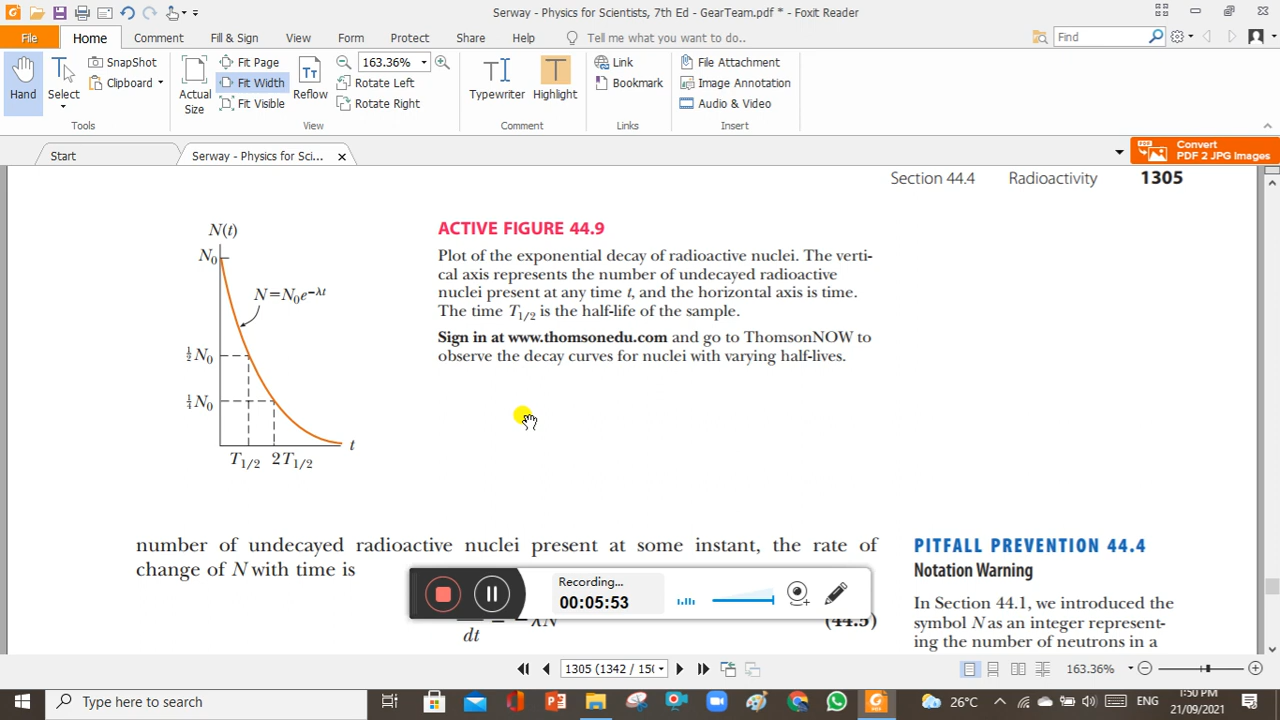 Serway - Physics for Scientists, 7th Ed - GearTeam.pdf * - Foxit Reader
File Home Comment Fill & Sign View Form Protect Share Help Tell me what you want to do.. Find
Hand Select SnapShot Clipboard Actual Size Fit Page Fit Width Fit Visible Reflow 163.36% Rotate Left Rotate Right Typewriter Highlight Link Bookmark File Attachment Image Annotation Audio & Video
Tools View Comment Links Insert
Start Serway - Physics for Sci... Convert PDF 2 JPG Images
Section 44.4 Radioactivity 1305
N(t)
N₀
N=N₀e^−λt
½ N₀
¼ N₀
t
T₁/₂ 2T₁/₂
ACTIVE FIGURE 44.9
Plot of the exponential decay of radioactive nuclei. The verti-
cal axis represents the number of undecayed radioactive
nuclei present at any time t, and the horizontal axis is time.
The time T₁/₂ is the half-life of the sample.
Sign in at www.thomsonedu.com and go to ThomsonNOW to
observe the decay curves for nuclei with varying half-lives.
number of undecayed radioactive nuclei present at some instant, the rate of
change of N with time is
dt = −λN (44.5)
PITFALL PREVENTION 44.4
Notation Warning
In Section 44.1, we introduced the
symbol N as an integer represent-
ing the number of neutrons in a
Recording...
00:05:53
1305 (1342 / 15 163.36%
Type here to search 26°C ENG 1:50 PM
21/09/2021